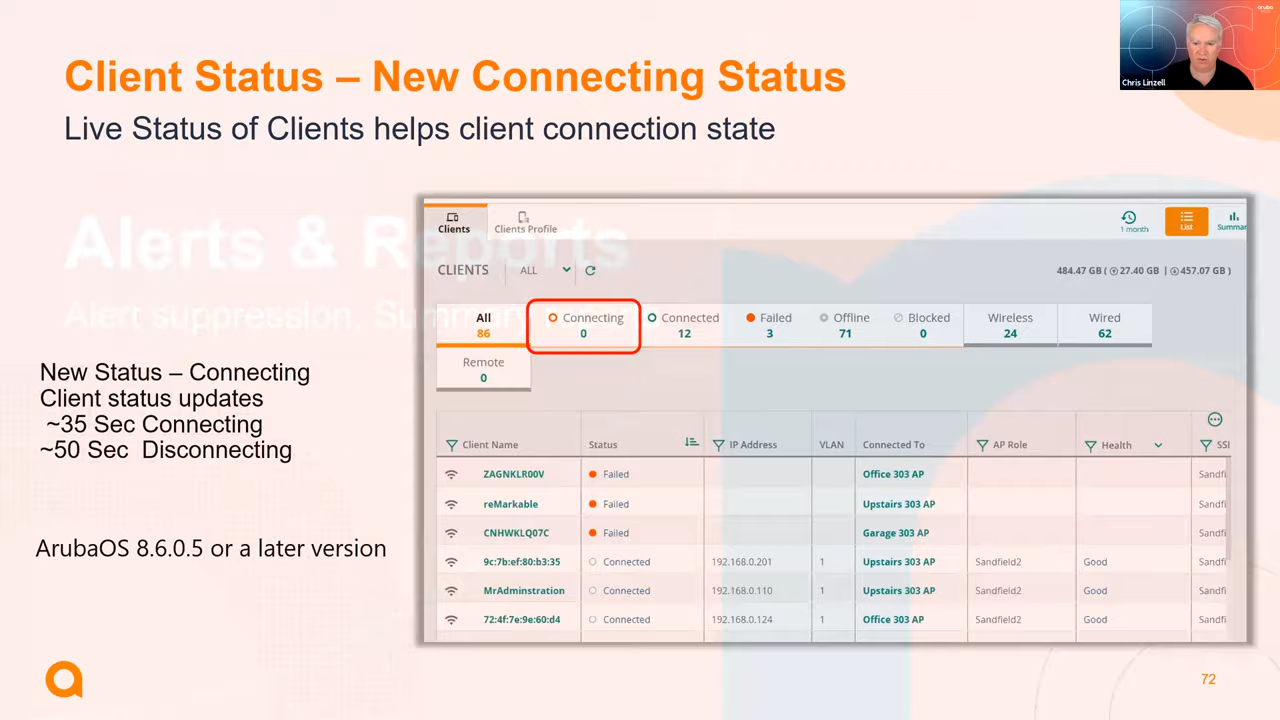 aruba
Chris Linzell
Client Status – New Connecting Status
Live Status of Clients helps client connection state
Alerts & Reports
Alert suppression, Summ
New Status – Connecting
Client status updates
~35 Sec Connecting
~50 Sec Disconnecting
ArubaOS 8.6.0.5 or a later version
Clients
Clients Profile
1 month
List
Summar
CLIENTS
ALL
484.47 GB ( 27.40 GB | 457.07 GB )
All
86
Connecting
0
Connected
12
Failed
3
Offline
71
Blocked
0
Wireless
24
Wired
62
Remote
0
Client Name Status IP Address VLAN Connected To AP Role Health SSI
ZAGNKLR00V Failed Office 303 AP Sandfi
reMarkable Failed Upstairs 303 AP Sandfi
CNHWKLQ07C Failed Garage 303 AP Sandfi
9c:7b:ef:80:b3:35 Connected 192.168.0.201 1 Upstairs 303 AP Sandfield2 Good Sandfi
MrAdminstration Connected 192.168.0.110 1 Upstairs 303 AP Sandfield2 Good Sandfi
72:4f:7e:9e:60:d4 Connected 192.168.0.124 1 Office 303 AP Sandfield2 Good Sandfi
72